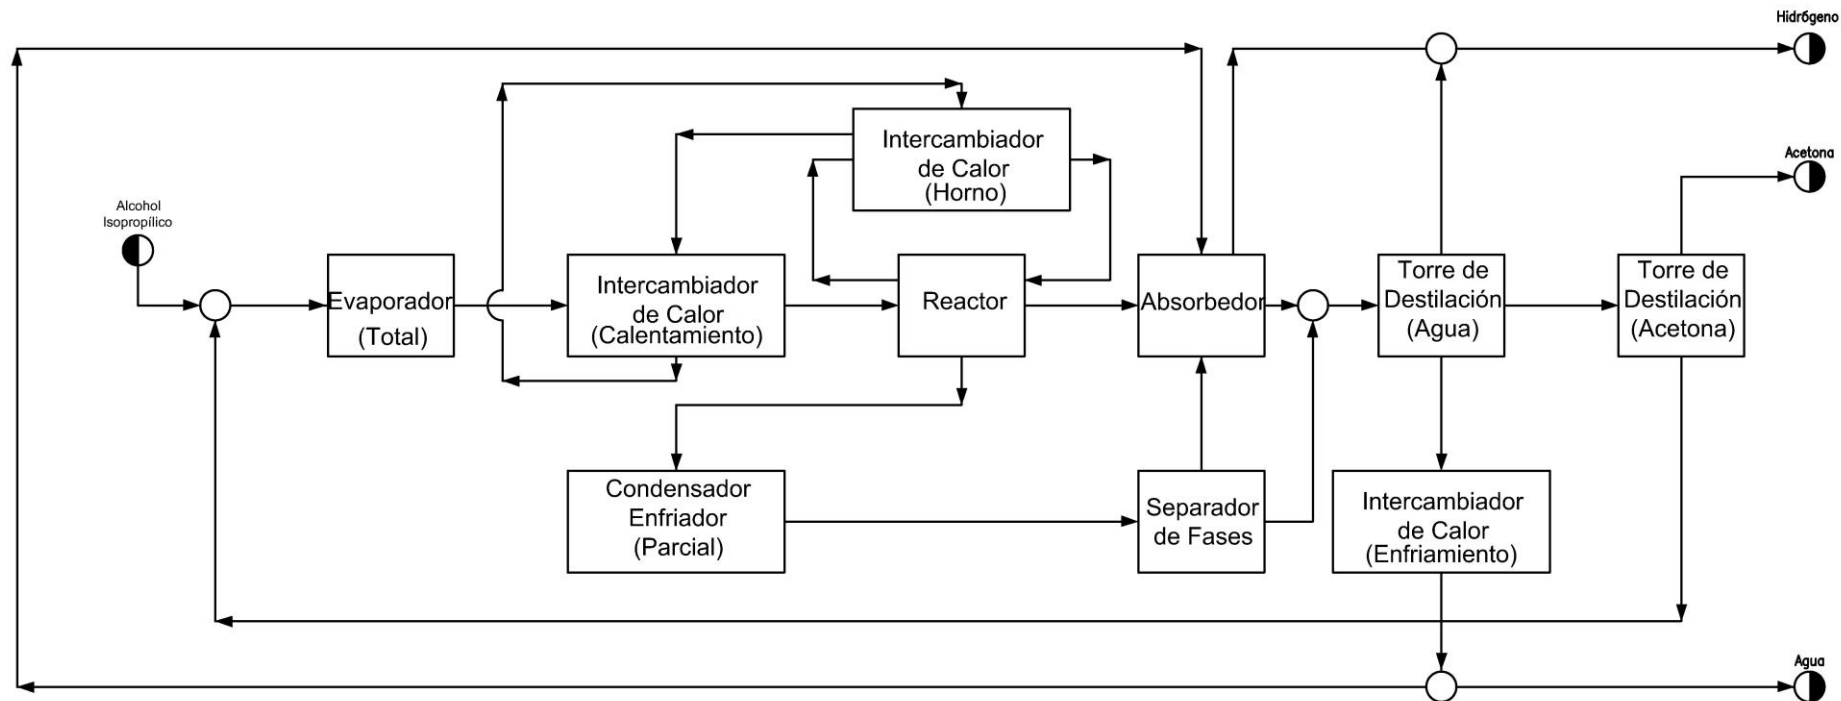 Hidrógeno
Intercambiador
de Calor
(Horno)
Acetona
Alcohol
Isopropílico
Evaporador
(Total)
Intercambiador
de Calor
(Calentamiento)
Reactor
Absorbedor
Torre de
Destilación
(Agua)
Torre de
Destilación
(Acetona)
Condensador
Enfriador
(Parcial)
Separador
de Fases
Intercambiador
de Calor
(Enfriamiento)
Agua